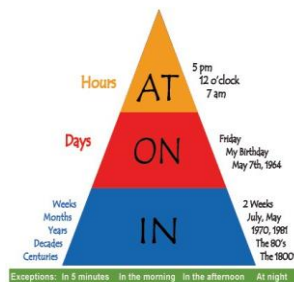 Hours
AT
5 pm
12 o'clock
7 am
Days
ON
Friday
My Birthday
May 7th, 1964
Weeks
Months
Years
Decades
Centuries
IN
2 Weeks
July, May
1970, 1981
The 80's
The 1800'
Exceptions: In 5 minutes In the morning In the afternoon At night